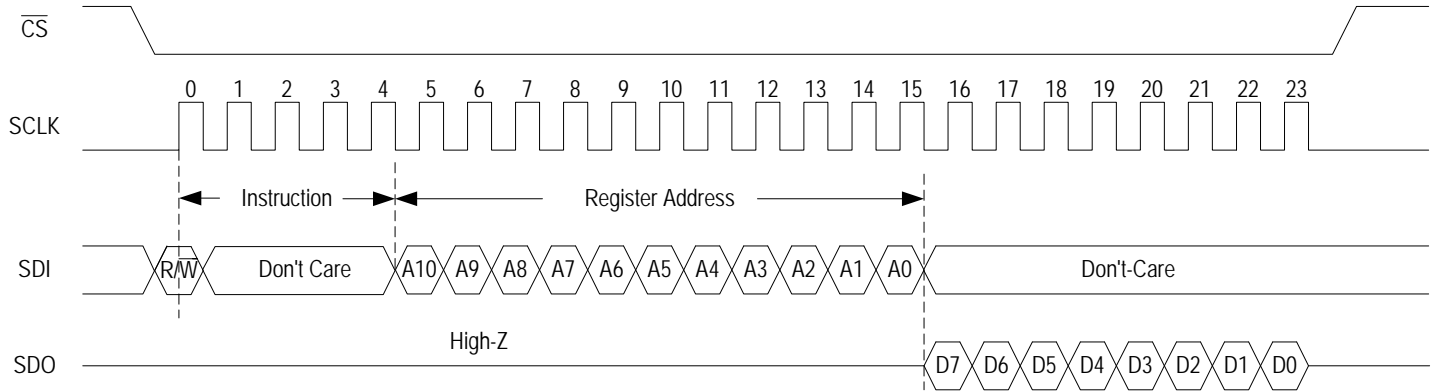 CS
0 1 2 3 4 5 6 7 8 9 10 11 12 13 14 15 16 17 18 19 20 21 22 23
SCLK
Instruction Register Address
SDI R/W Don't Care A10 A9 A8 A7 A6 A5 A4 A3 A2 A1 A0 Don't-Care
High-Z
SDO D7 D6 D5 D4 D3 D2 D1 D0